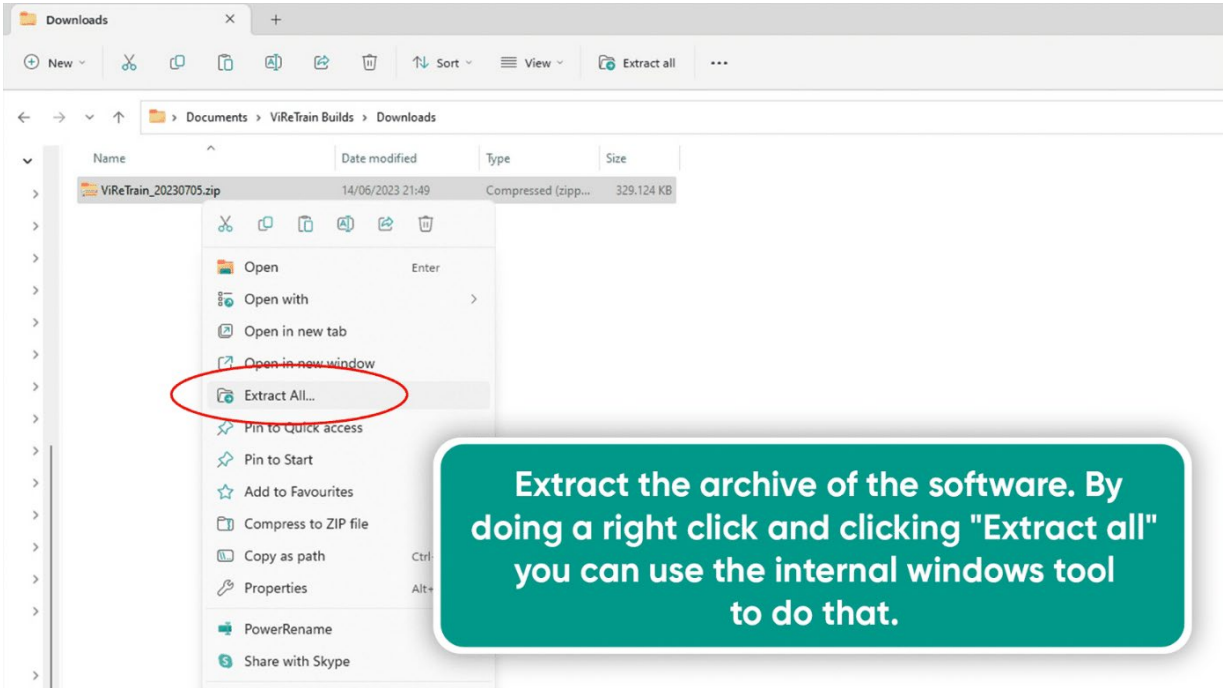 Downloads
New
Sort
View
Extract all
Documents > ViReTrain Builds > Downloads
Name Date modified Type Size
ViReTrain_20230705.zip 14/06/2023 21:49 Compressed (zipp... 329.124 KB
Open Enter
Open with
Open in new tab
Open in new window
Extract All...
Pin to Quick access
Pin to Start
Add to Favourites
Compress to ZIP file
Copy as path Ctrl
Properties Alt+
PowerRename
Share with Skype
Extract the archive of the software. By
doing a right click and clicking "Extract all"
you can use the internal windows tool
to do that.